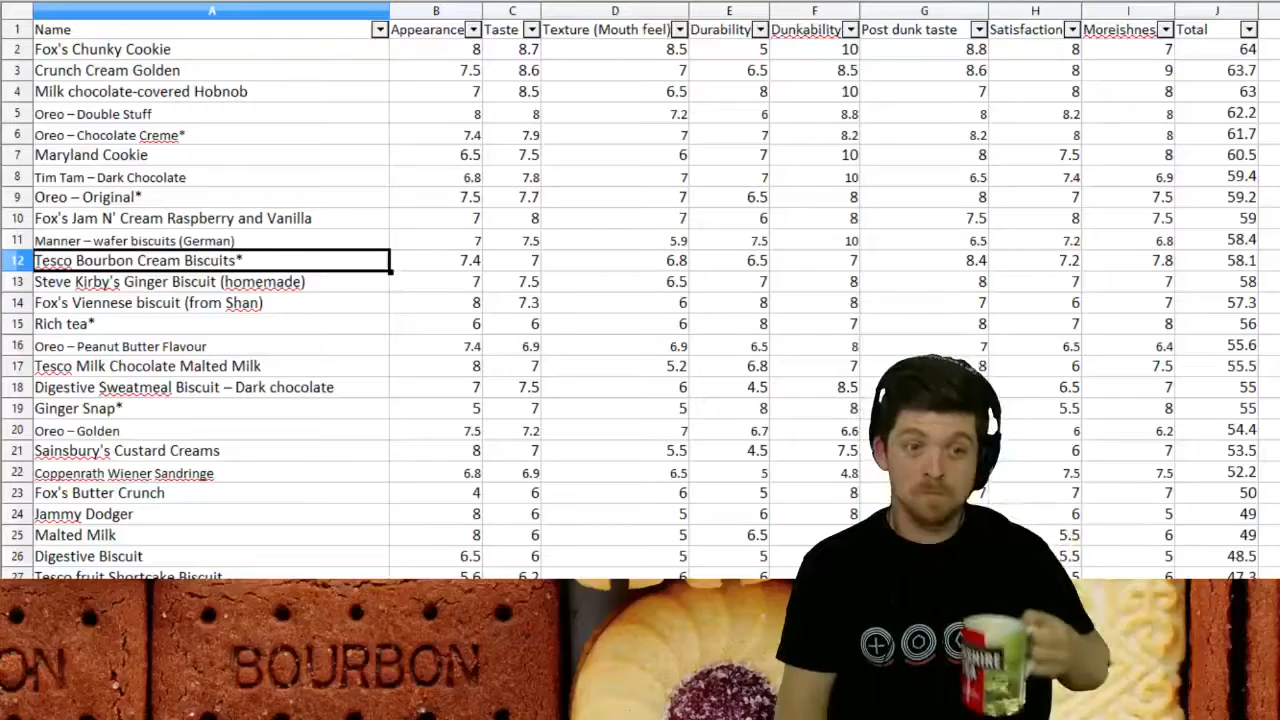 A B C D E F G H I J
1 Name Appearance Taste Texture (Mouth feel) Durability Dunkability Post dunk taste Satisfaction Moreishnes Total
2 Fox's Chunky Cookie 8 8.7 8.5 5 10 8.8 8 7 64
3 Crunch Cream Golden 7.5 8.6 7 6.5 8.5 8.6 8 9 63.7
4 Milk chocolate-covered Hobnob 7 8.5 6.5 8 10 7 8 8 63
5 Oreo – Double Stuff 8 8 7.2 6 8.8 8 8.2 8 62.2
6 Oreo – Chocolate Creme* 7.4 7.9 7 7 8.2 8.2 8 8 61.7
7 Maryland Cookie 6.5 7.5 6 7 10 8 7.5 8 60.5
8 Tim Tam – Dark Chocolate 6.8 7.8 7 7 10 6.5 7.4 6.9 59.4
9 Oreo – Original* 7.5 7.7 7 6.5 8 8 7 7.5 59.2
10 Fox's Jam N' Cream Raspberry and Vanilla 7 8 7 6 8 7.5 8 7.5 59
11 Manner – wafer biscuits (German) 7 7.5 5.9 7.5 10 6.5 7.2 6.8 58.4
12 Tesco Bourbon Cream Biscuits* 7.4 7 6.8 6.5 7 8.4 7.2 7.8 58.1
13 Steve Kirby's Ginger Biscuit (homemade) 7 7.5 6.5 7 8 8 7 7 58
14 Fox's Viennese biscuit (from Shan) 8 7.3 6 8 8 7 6 7 57.3
15 Rich tea* 6 6 6 8 7 8 7 8 56
16 Oreo – Peanut Butter Flavour 7.4 6.9 6.9 6.5 8 7 6.5 6.4 55.6
17 Tesco Milk Chocolate Malted Milk 8 7 5.2 6.8 7 8 6 7.5 55.5
18 Digestive Sweatmeal Biscuit – Dark chocolate 7 7.5 6 4.5 8.5 6.5 7 55
19 Ginger Snap* 5 7 5 8 8 5.5 8 55
20 Oreo – Golden 7.5 7.2 7 6.7 6.6 6 6.2 54.4
21 Sainsbury's Custard Creams 8 7 5.5 4.5 7.5 6 7 53.5
22 Coppenrath Wiener Sandringe 6.8 6.9 6.5 5 4.8 7.5 7.5 52.2
23 Fox's Butter Crunch 4 6 6 5 8 7 7 7 50
24 Jammy Dodger 8 6 5 6 8 6 5 49
25 Malted Milk 8 6 5 6.5 5.5 6 49
26 Digestive Biscuit 6.5 6 5 5 5.5 6 48.5
27 Tesco fruit Shortcake Biscuit 5.6 6.2 6 6 5 6 47.3
ON BOURBON